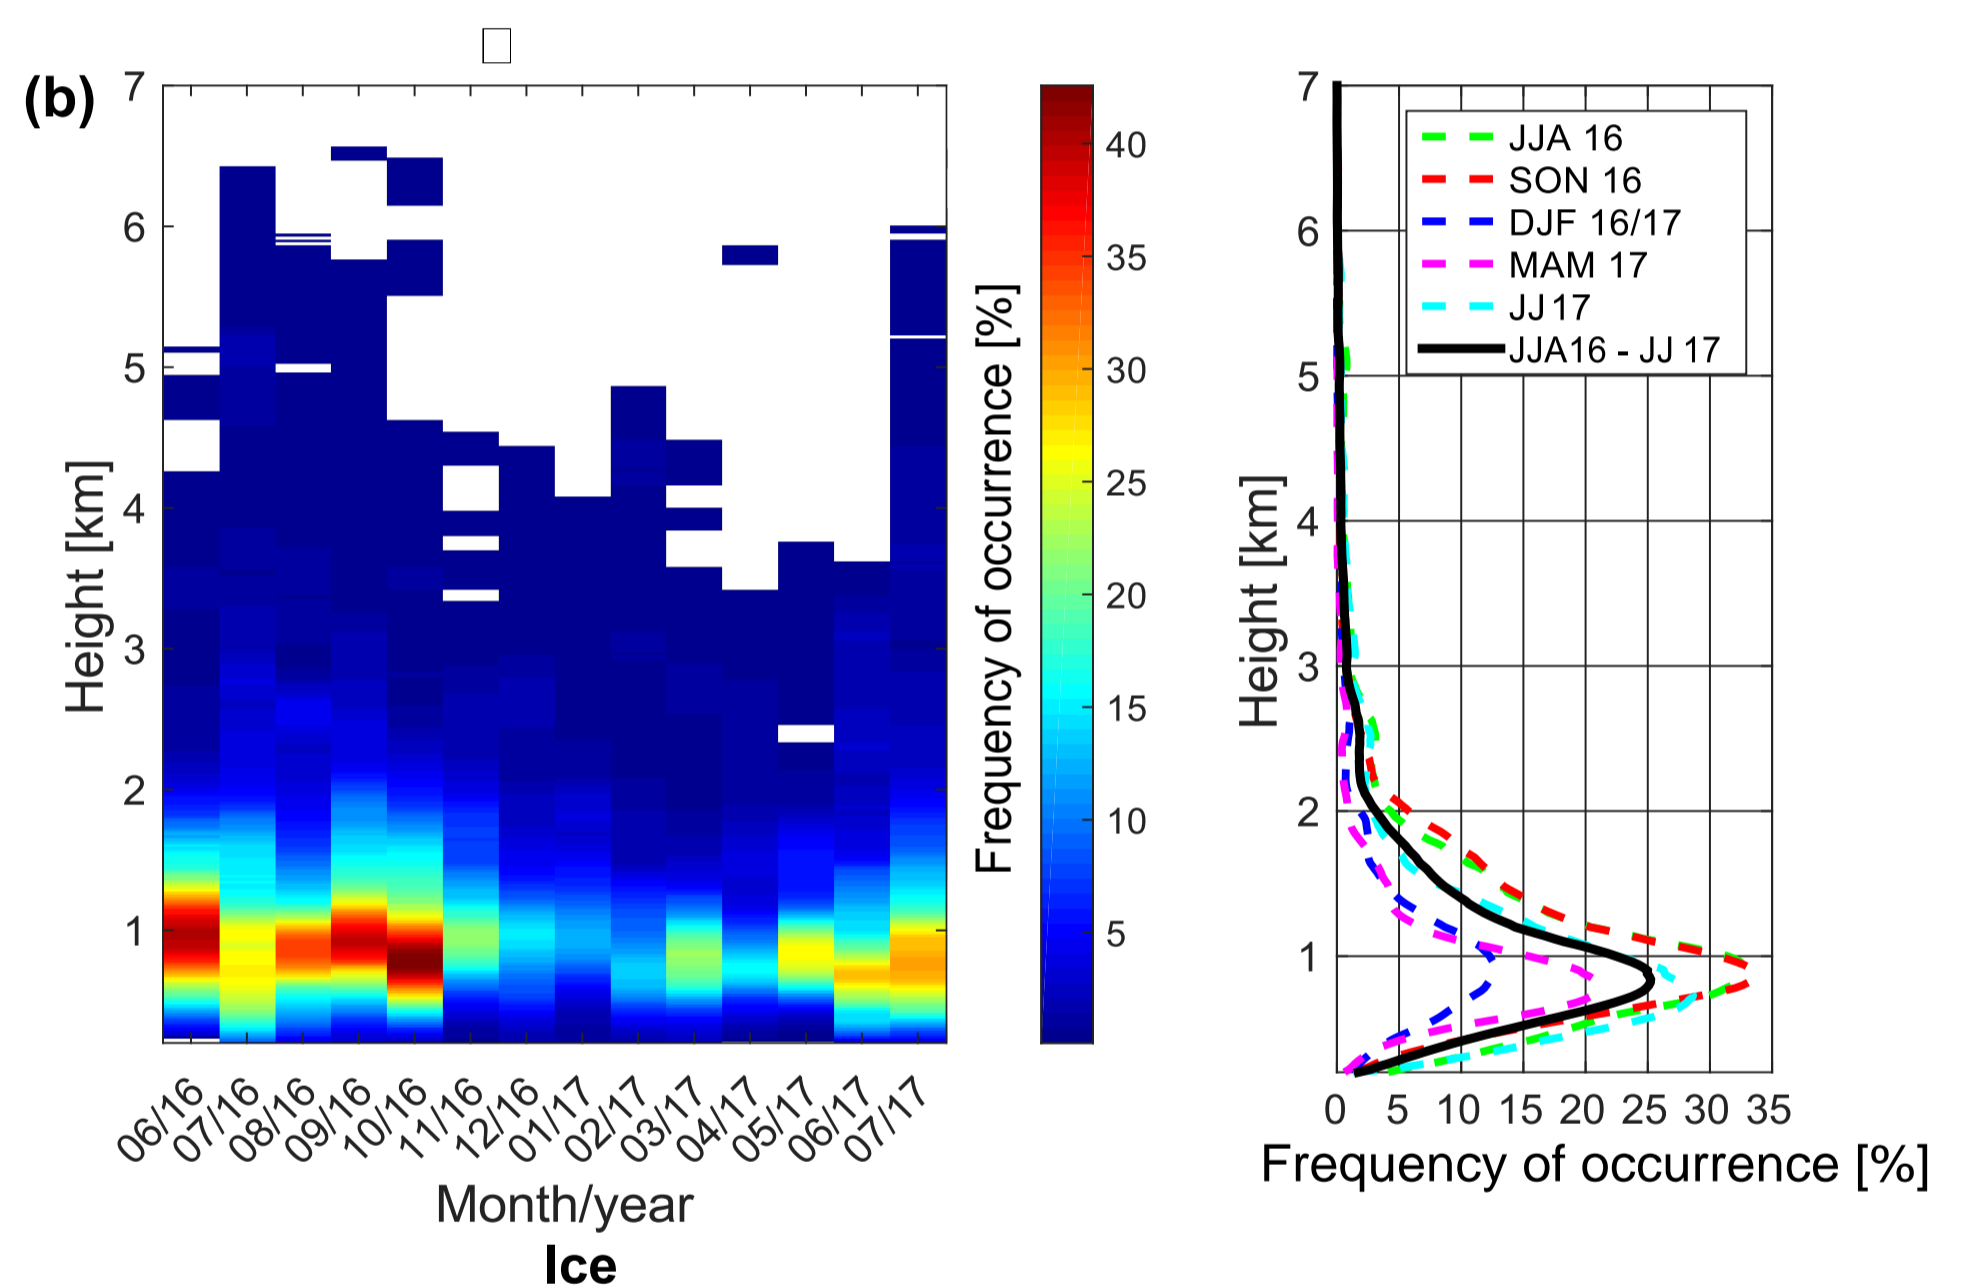 (b)
7
6
5
4
3
2
1
Height [km]
06/16
07/16
08/16
09/16
10/16
11/16
12/16
01/17
02/17
03/17
04/17
05/17
06/17
07/17
Month/year
Ice
40
35
30
25
20
15
10
5
Frequency of occurrence [%]
7
6
5
4
3
2
1
Height [km]
JJA 16
SON 16
DJF 16/17
MAM 17
JJ17
JJA16 - JJ 17
0 5 10 15 20 25 30 35
Frequency of occurrence [%]